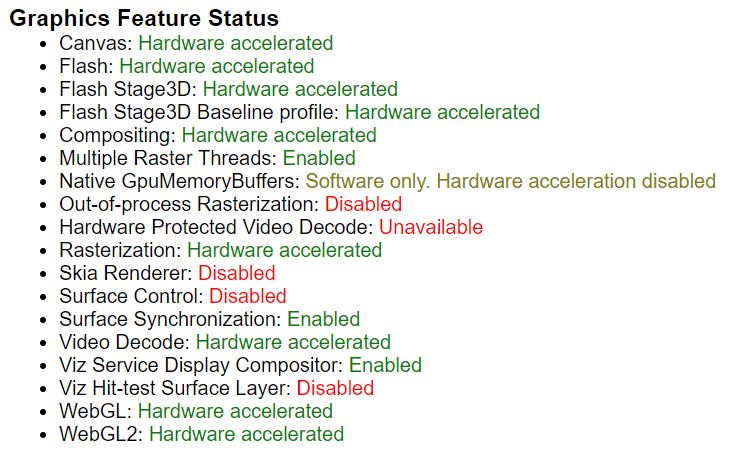 Graphics Feature Status
Canvas: Hardware accelerated
Flash: Hardware accelerated
Flash Stage3D: Hardware accelerated
Flash Stage3D Baseline profile: Hardware accelerated
Compositing: Hardware accelerated
Multiple Raster Threads: Enabled
Native GpuMemoryBuffers: Software only. Hardware acceleration disabled
Out-of-process Rasterization: Disabled
Hardware Protected Video Decode: Unavailable
Rasterization: Hardware accelerated
Skia Renderer: Disabled
Surface Control: Disabled
Surface Synchronization: Enabled
Video Decode: Hardware accelerated
Viz Service Display Compositor: Enabled
Viz Hit-test Surface Layer: Disabled
WebGL: Hardware accelerated
WebGL2: Hardware accelerated